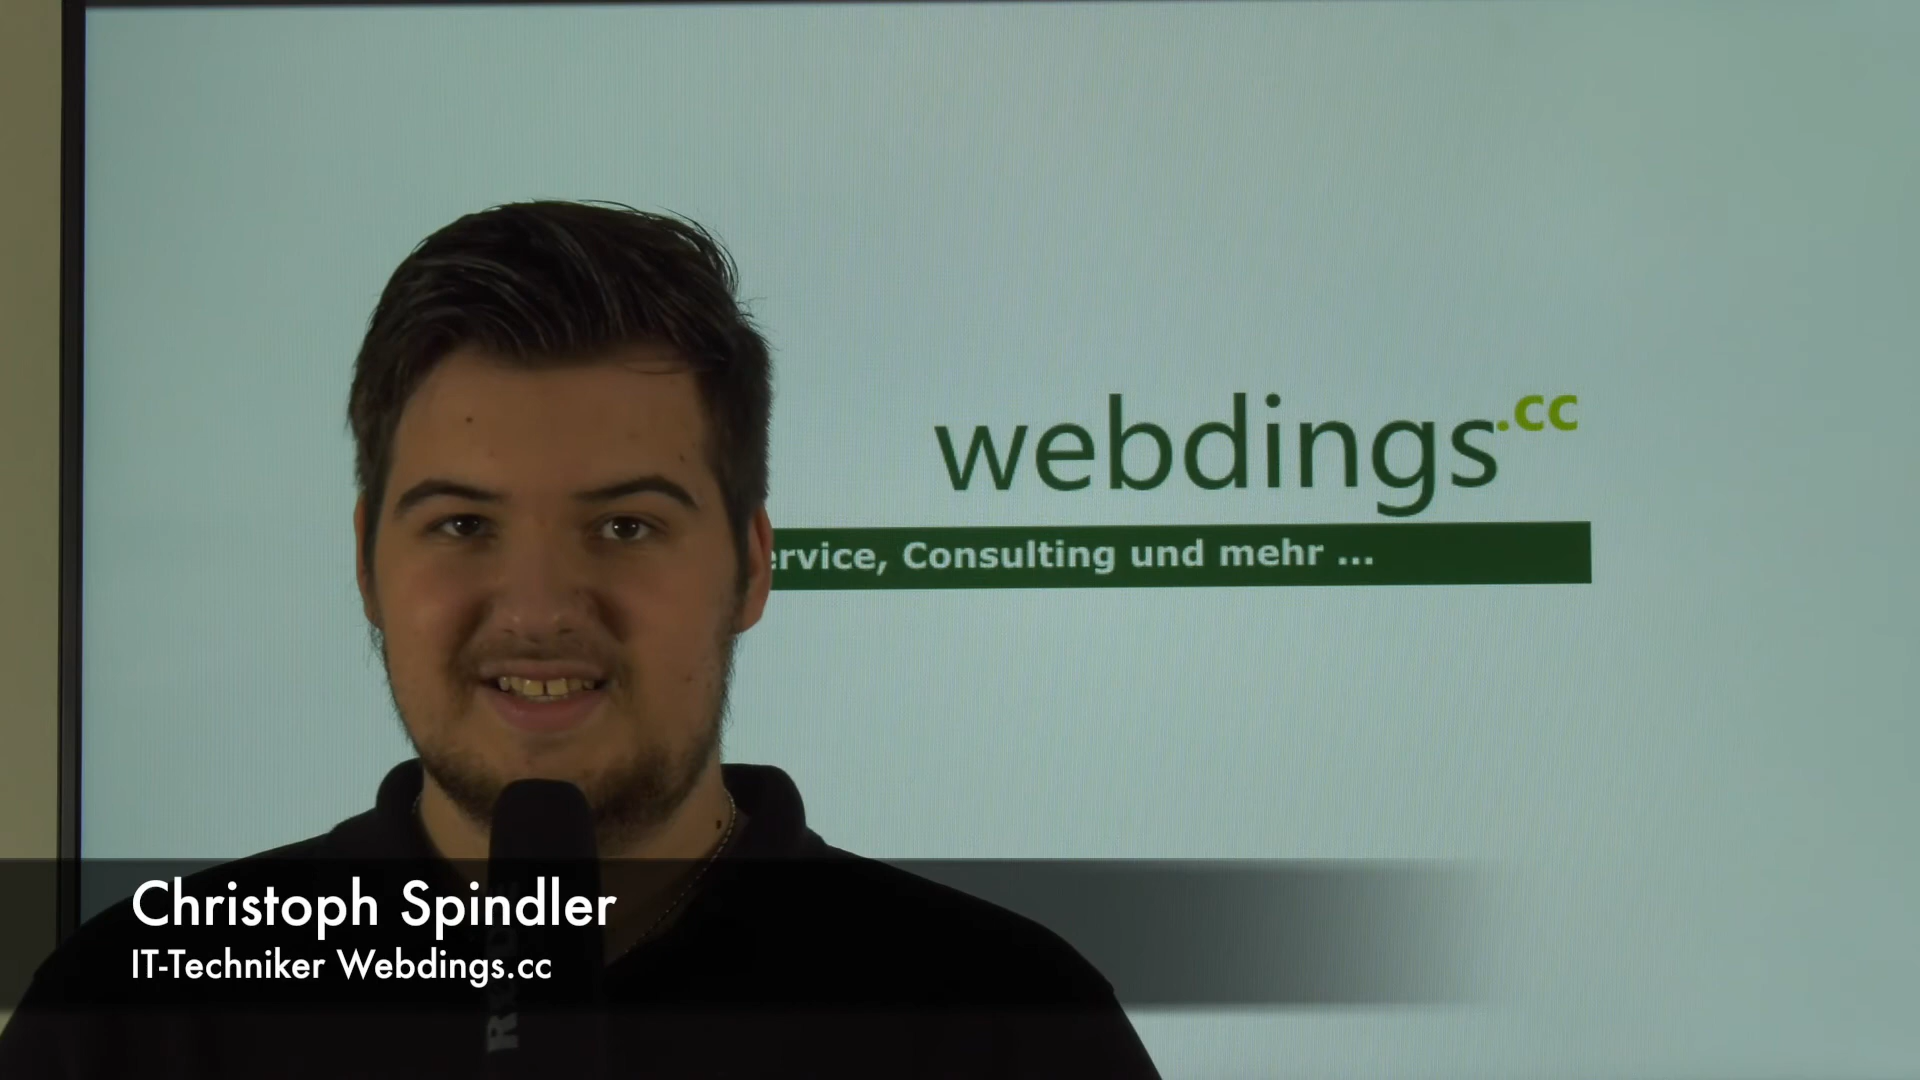 webdings.cc
ervice, Consulting und mehr ...
Christoph Spindler
IT-Techniker Webdings.cc